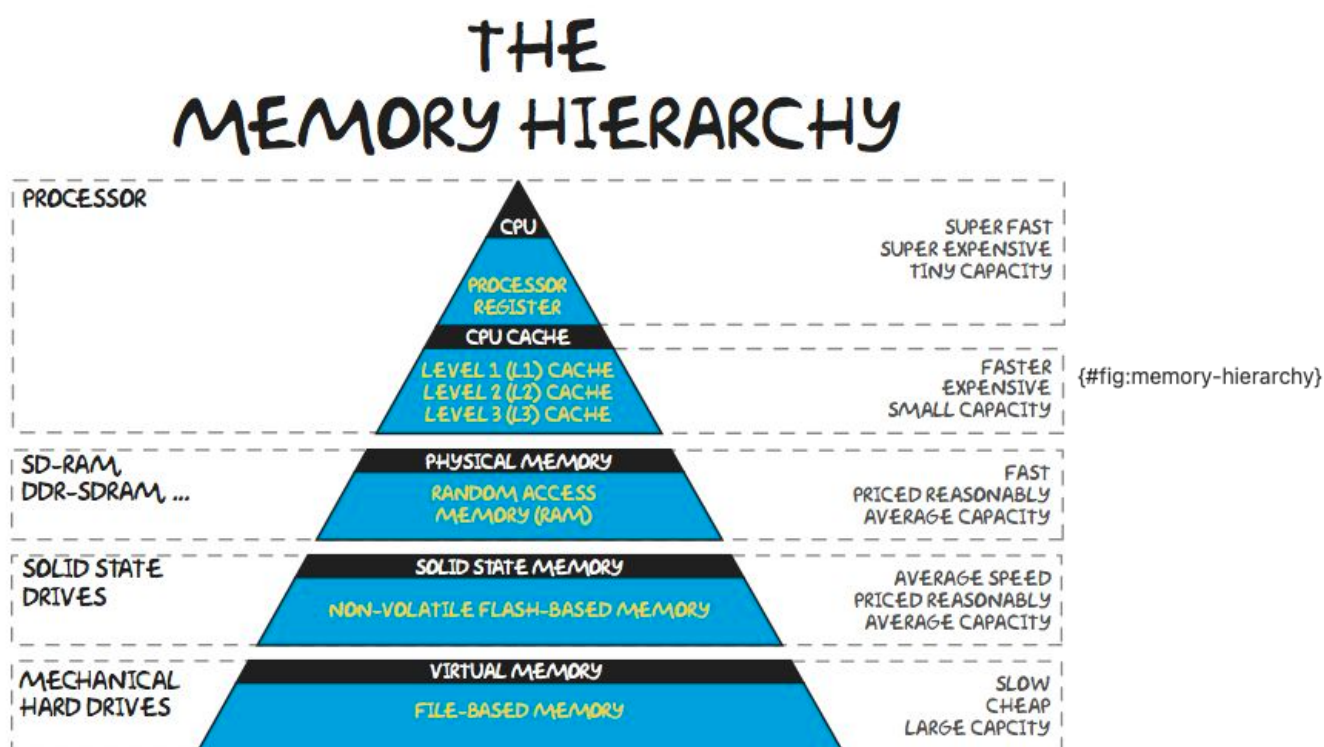 THE
MEMORY HIERARCHY
PROCESSOR
CPU
SUPER FAST
SUPER EXPENSIVE
TINY CAPACITY
PROCESSOR
REGISTER
CPU CACHE
LEVEL 1 (L1) CACHE
LEVEL 2 (L2) CACHE
LEVEL 3 (L3) CACHE
FASTER
EXPENSIVE
SMALL CAPACITY
{#fig:memory-hierarchy}
SD-RAM,
DDR-SDRAM, ...
PHYSICAL MEMORY
RANDOM ACCESS
MEMORY (RAM)
FAST
PRICED REASONABLY
AVERAGE CAPACITY
SOLID STATE
DRIVES
SOLID STATE MEMORY
NON-VOLATILE FLASH-BASED MEMORY
AVERAGE SPEED
PRICED REASONABLY
AVERAGE CAPACITY
MECHANICAL
HARD DRIVES
VIRTUAL MEMORY
FILE-BASED MEMORY
SLOW
CHEAP
LARGE CAPCITY